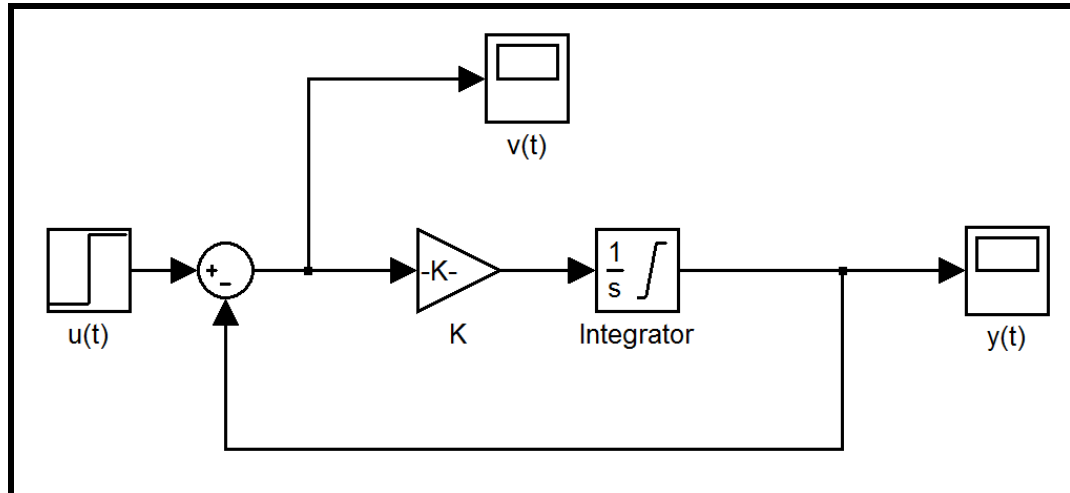 v(t)
+
-
-K-
1
s
u(t)
K
Integrator
y(t)